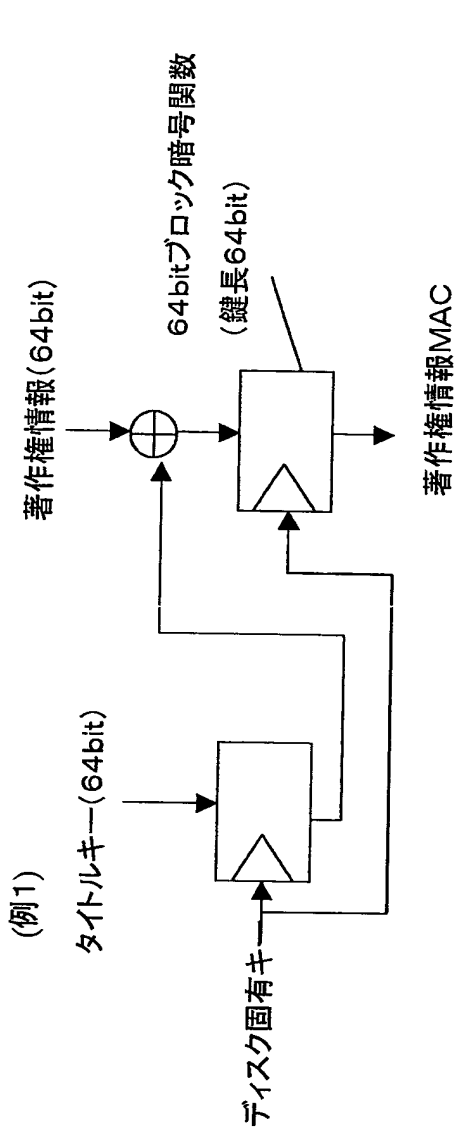 (例1)
タイトルキー(64bit)
著作権情報(64bit)
64bitブロック暗号関数
(鍵長64bit)
ディスク固有キー
著作権情報MAC